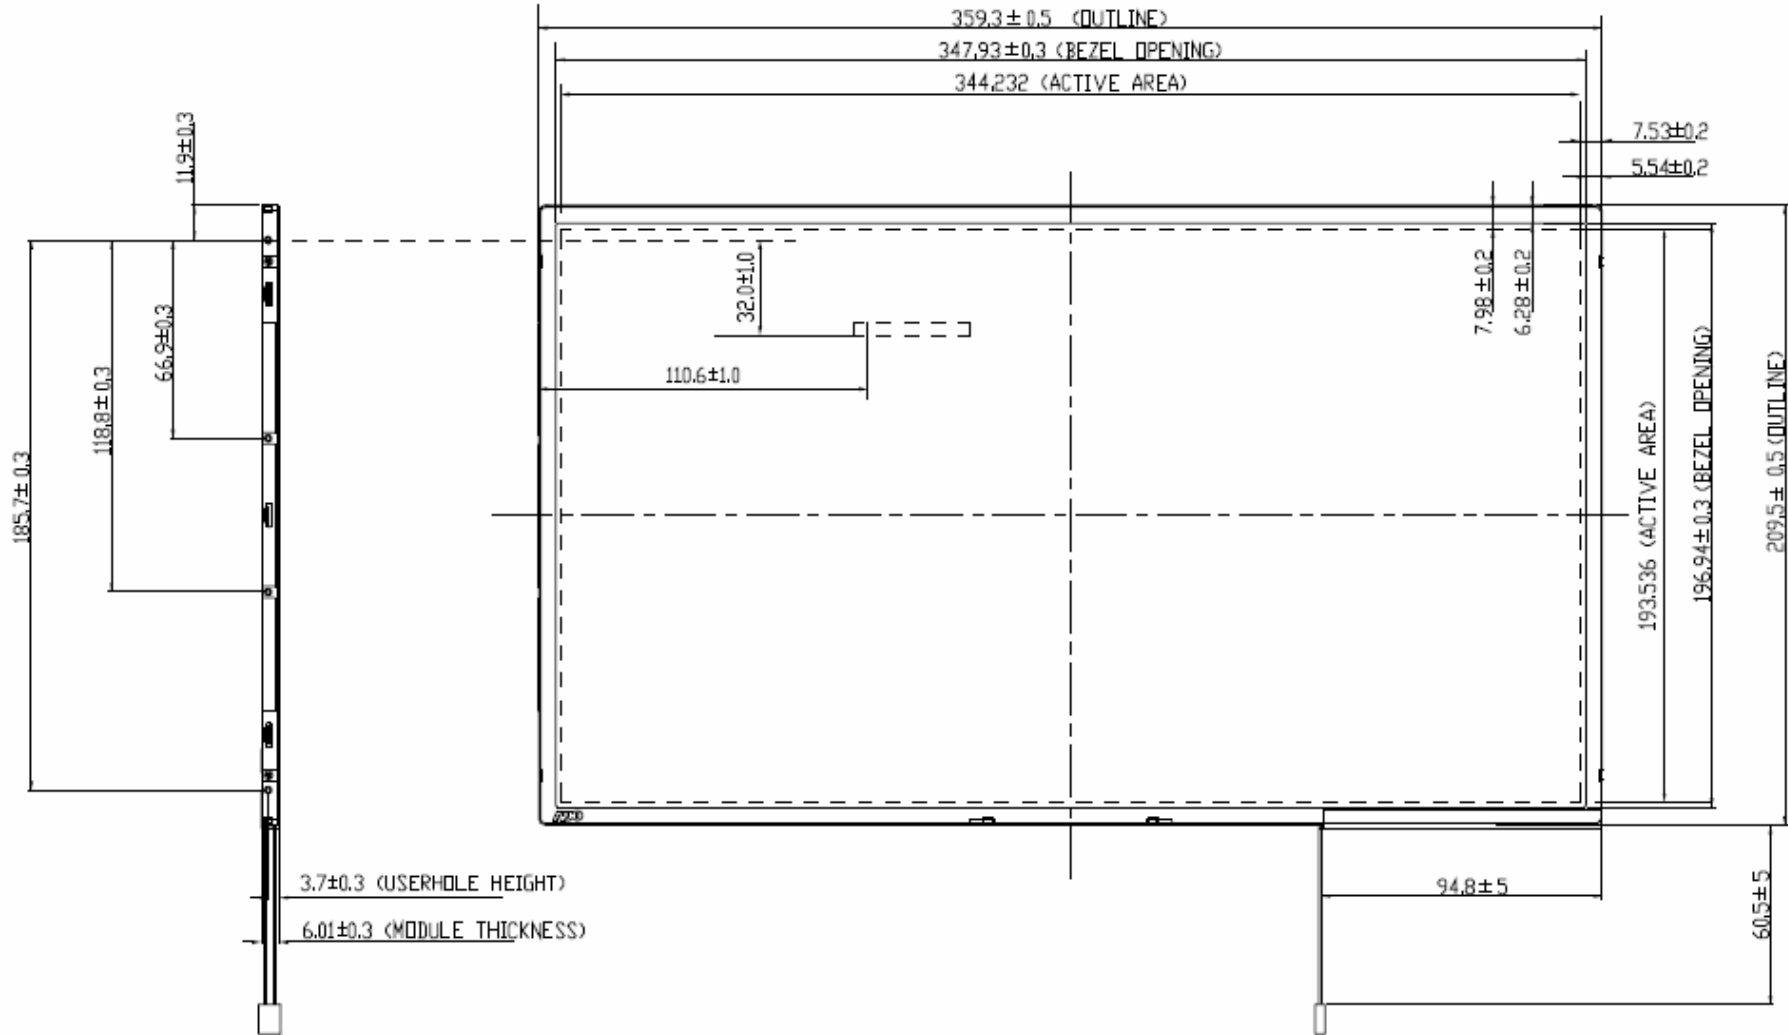 359.3±0.5 (OUTLINE)
347.93±0.3 (BEZEL OPENING)
344.232 (ACTIVE AREA)
7.53±0.2
5.54±0.2
11.9±0.3
66.9±0.3
118.8±0.3
185.7±0.3
32.0±1.0
110.6±1.0
7.98±0.2
6.28±0.2
193.536 (ACTIVE AREA)
196.94±0.3 (BEZEL OPENING)
209.5±0.5 (OUTLINE)
3.7±0.3 (USERHOLE HEIGHT)
6.01±0.3 (MODULE THICKNESS)
94.8±5
60.5±5